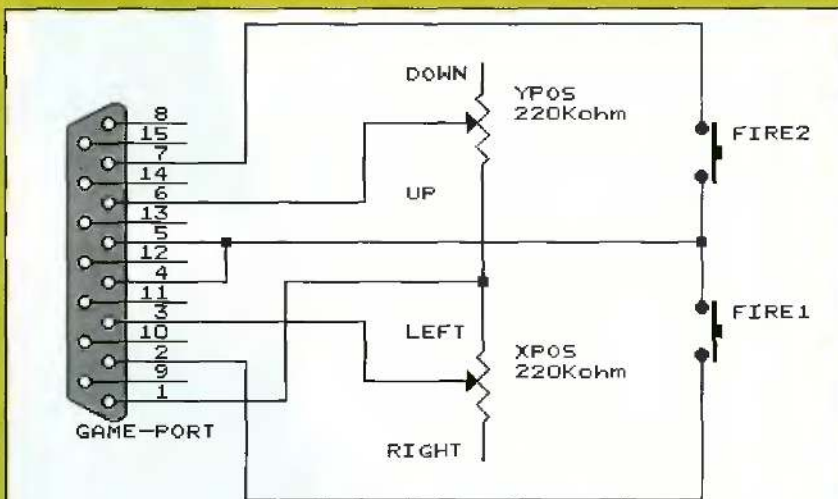 DOWN
YPOS
220Kohm
8
15
7
14
6
13
5
12
4
11
3
10
2
9
1
FIRE2
UP
FIRE1
LEFT
XPOS
220Kohm
GAME-PORT
RIGHT